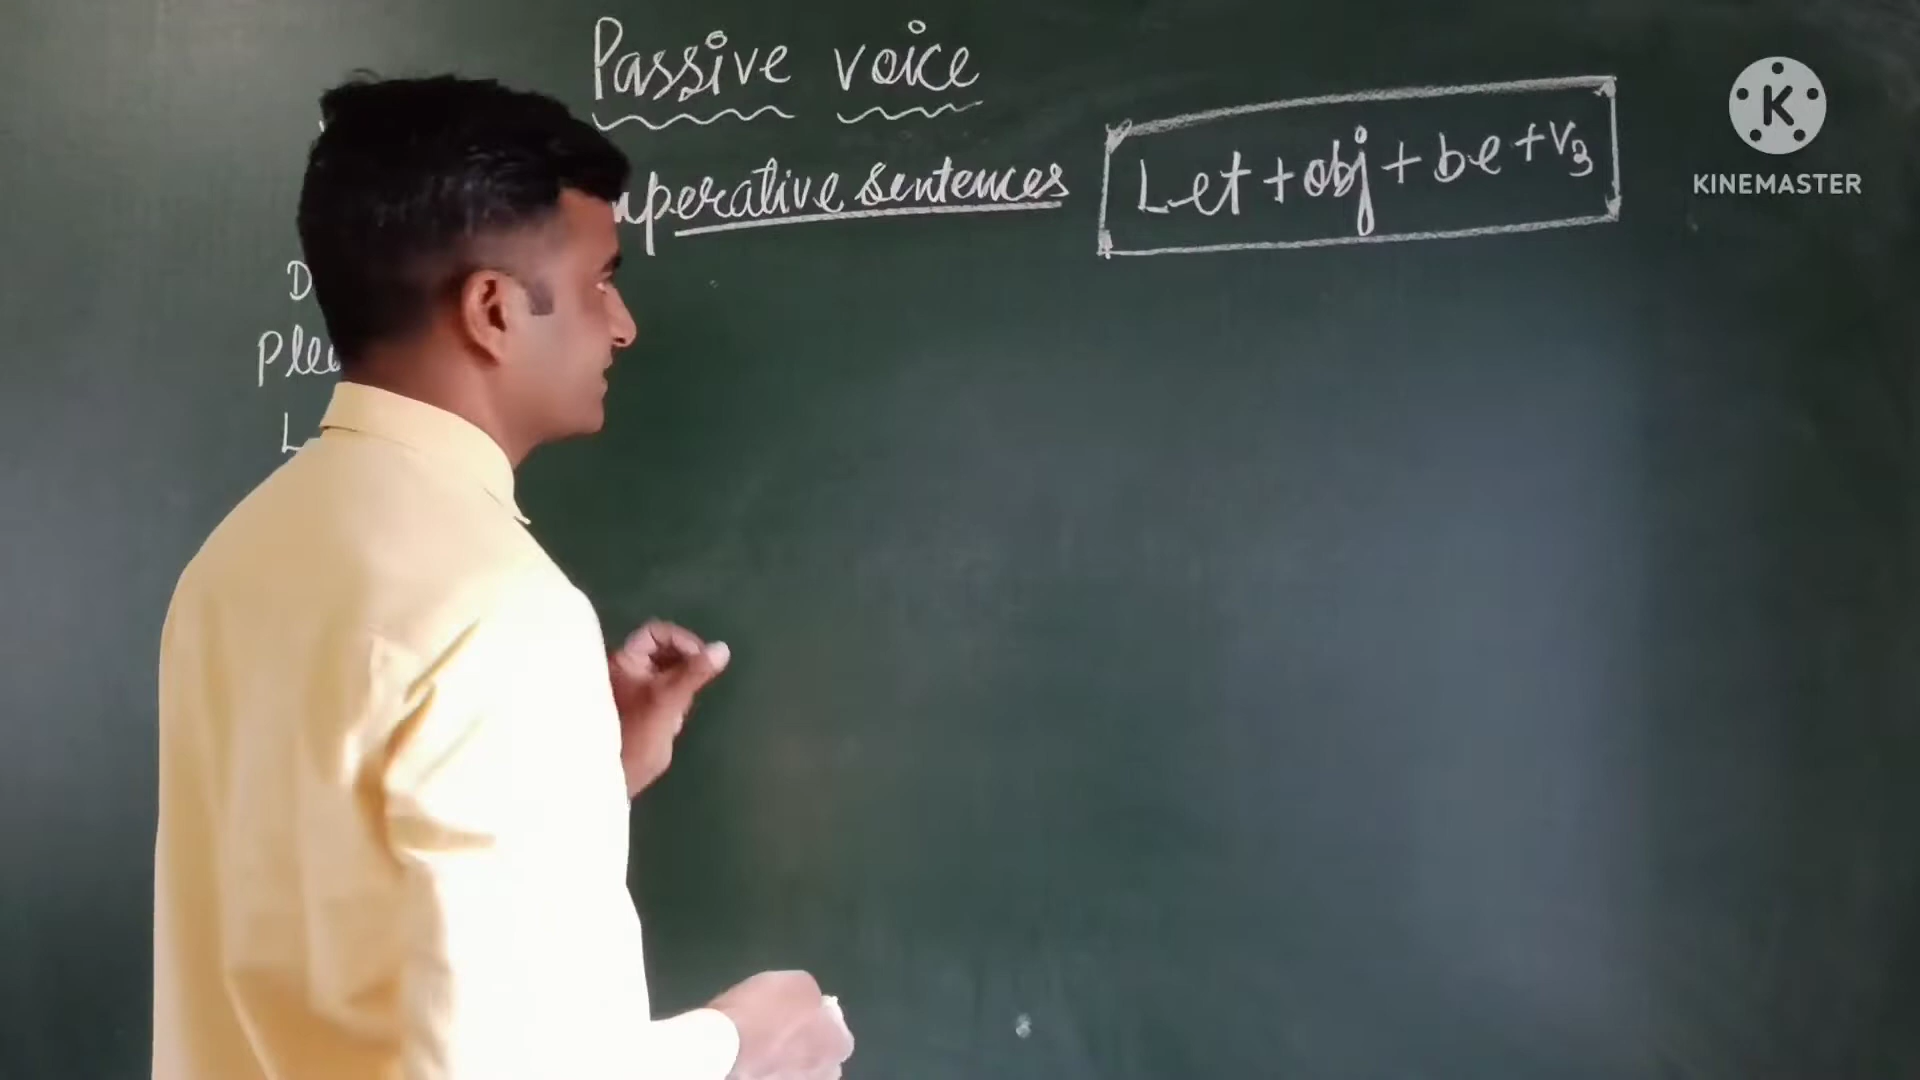 Passive voice
perative sentences
Let + obj + be + V3
KINEMASTER